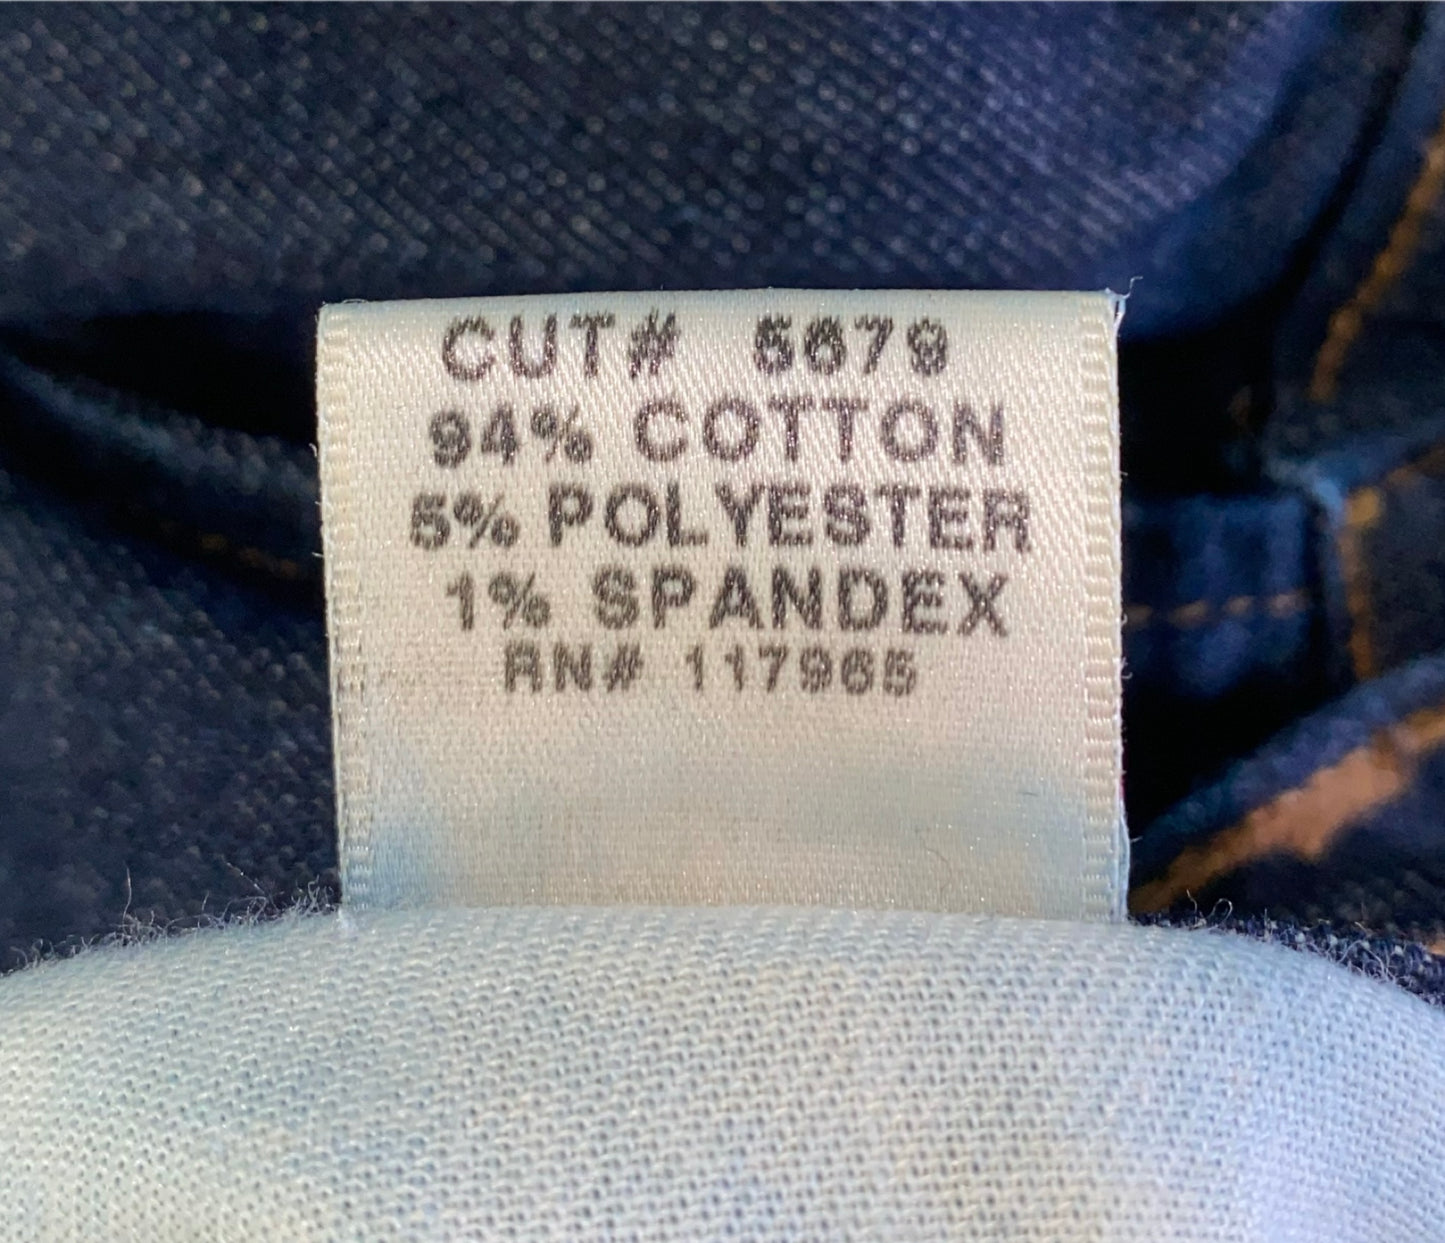 CUT# 5679
94% COTTON
5% POLYESTER
1% SPANDEX
RN# 117965